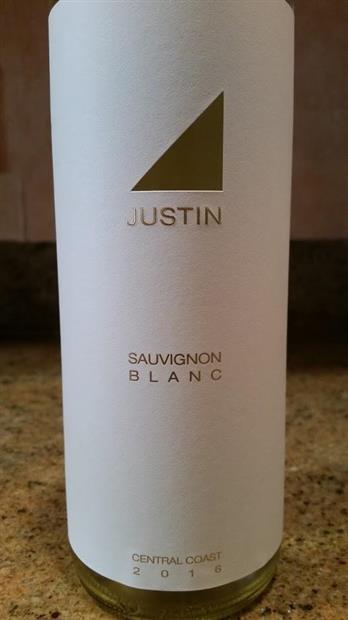 JUSTIN
SAUVIGNON
BLANC
CENTRAL COAST
2016